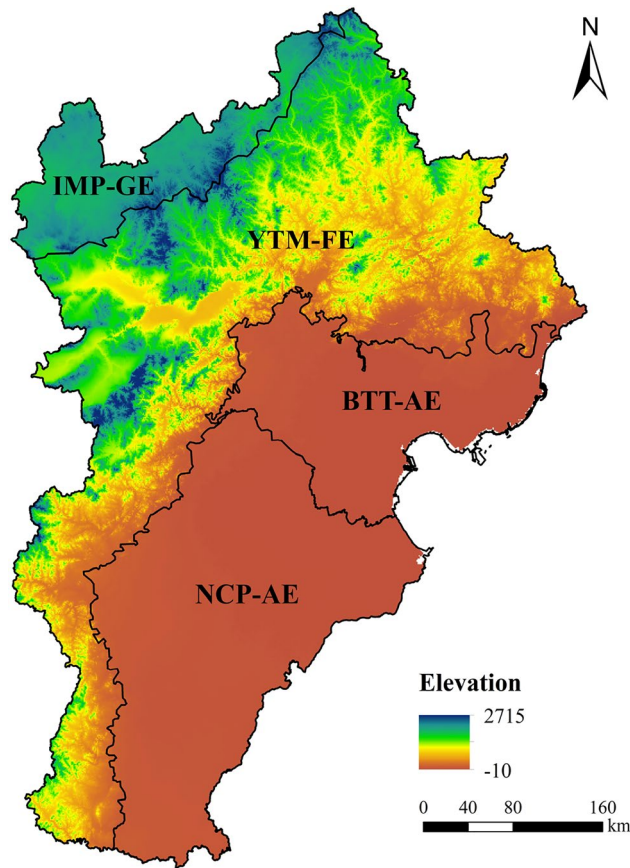 N
IMP-GE
YTM-FE
BTT-AE
NCP-AE
Elevation
2715
-10
0 40 80 160
km